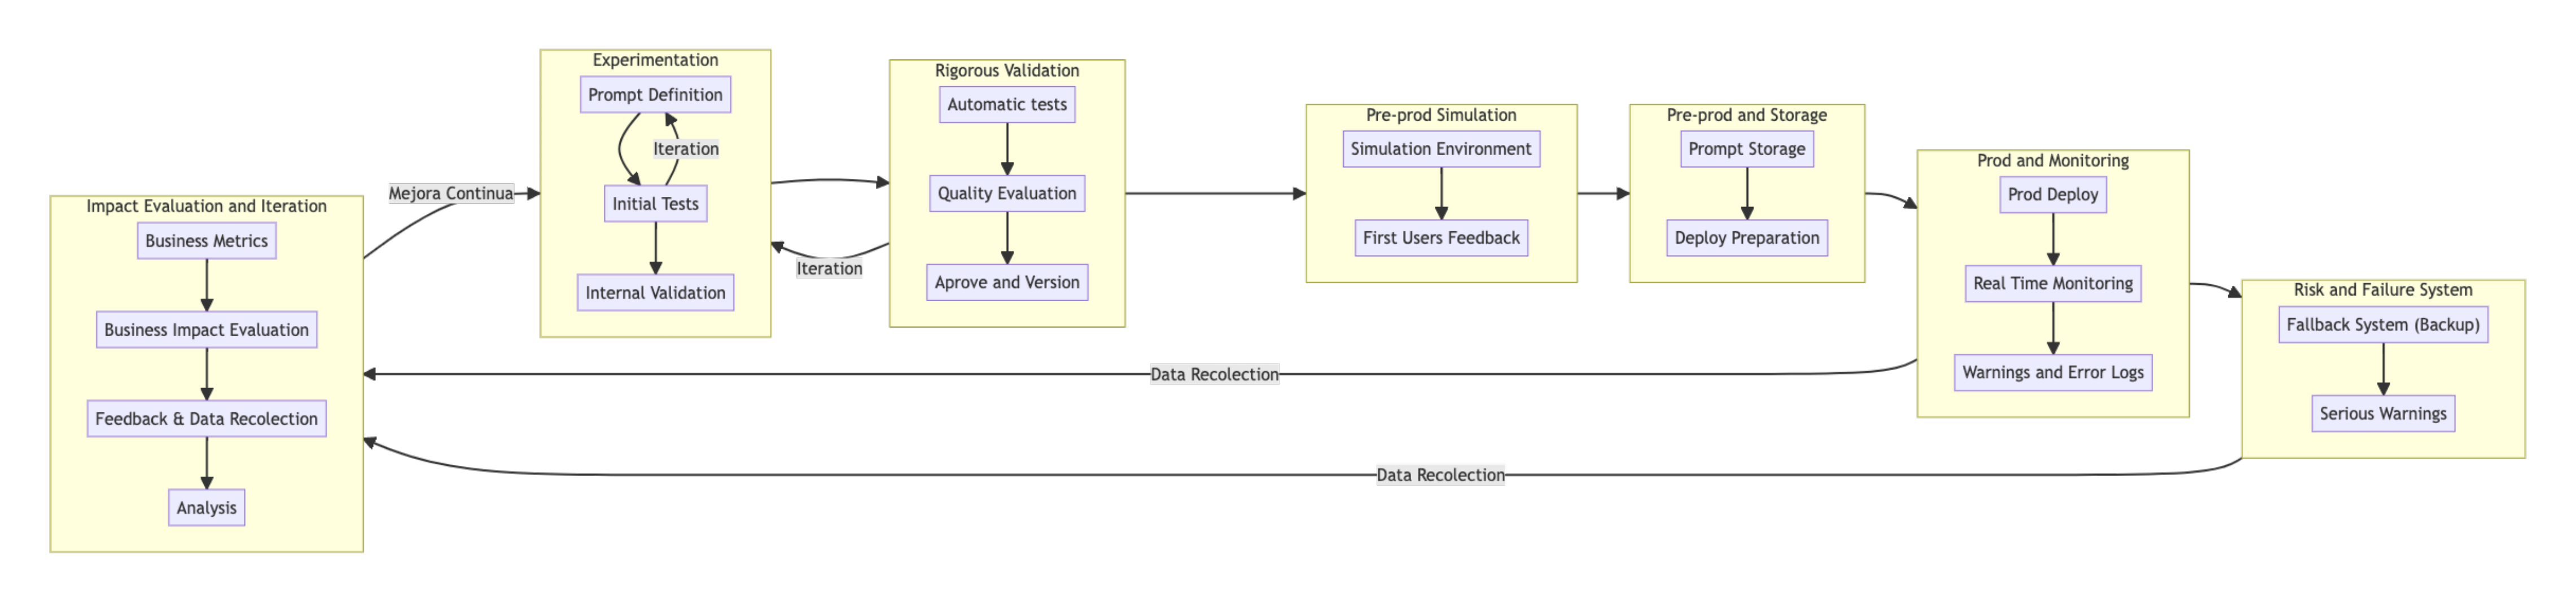 Impact Evaluation and Iteration
Business Metrics
Business Impact Evaluation
Feedback & Data Recolection
Analysis
Mejora Continua
Experimentation
Prompt Definition
Iteration
Initial Tests
Internal Validation
Iteration
Rigorous Validation
Automatic tests
Quality Evaluation
Aprove and Version
Pre-prod Simulation
Simulation Environment
First Users Feedback
Pre-prod and Storage
Prompt Storage
Deploy Preparation
Prod and Monitoring
Prod Deploy
Real Time Monitoring
Warnings and Error Logs
Risk and Failure System
Fallback System (Backup)
Serious Warnings
Data Recolection
Data Recolection